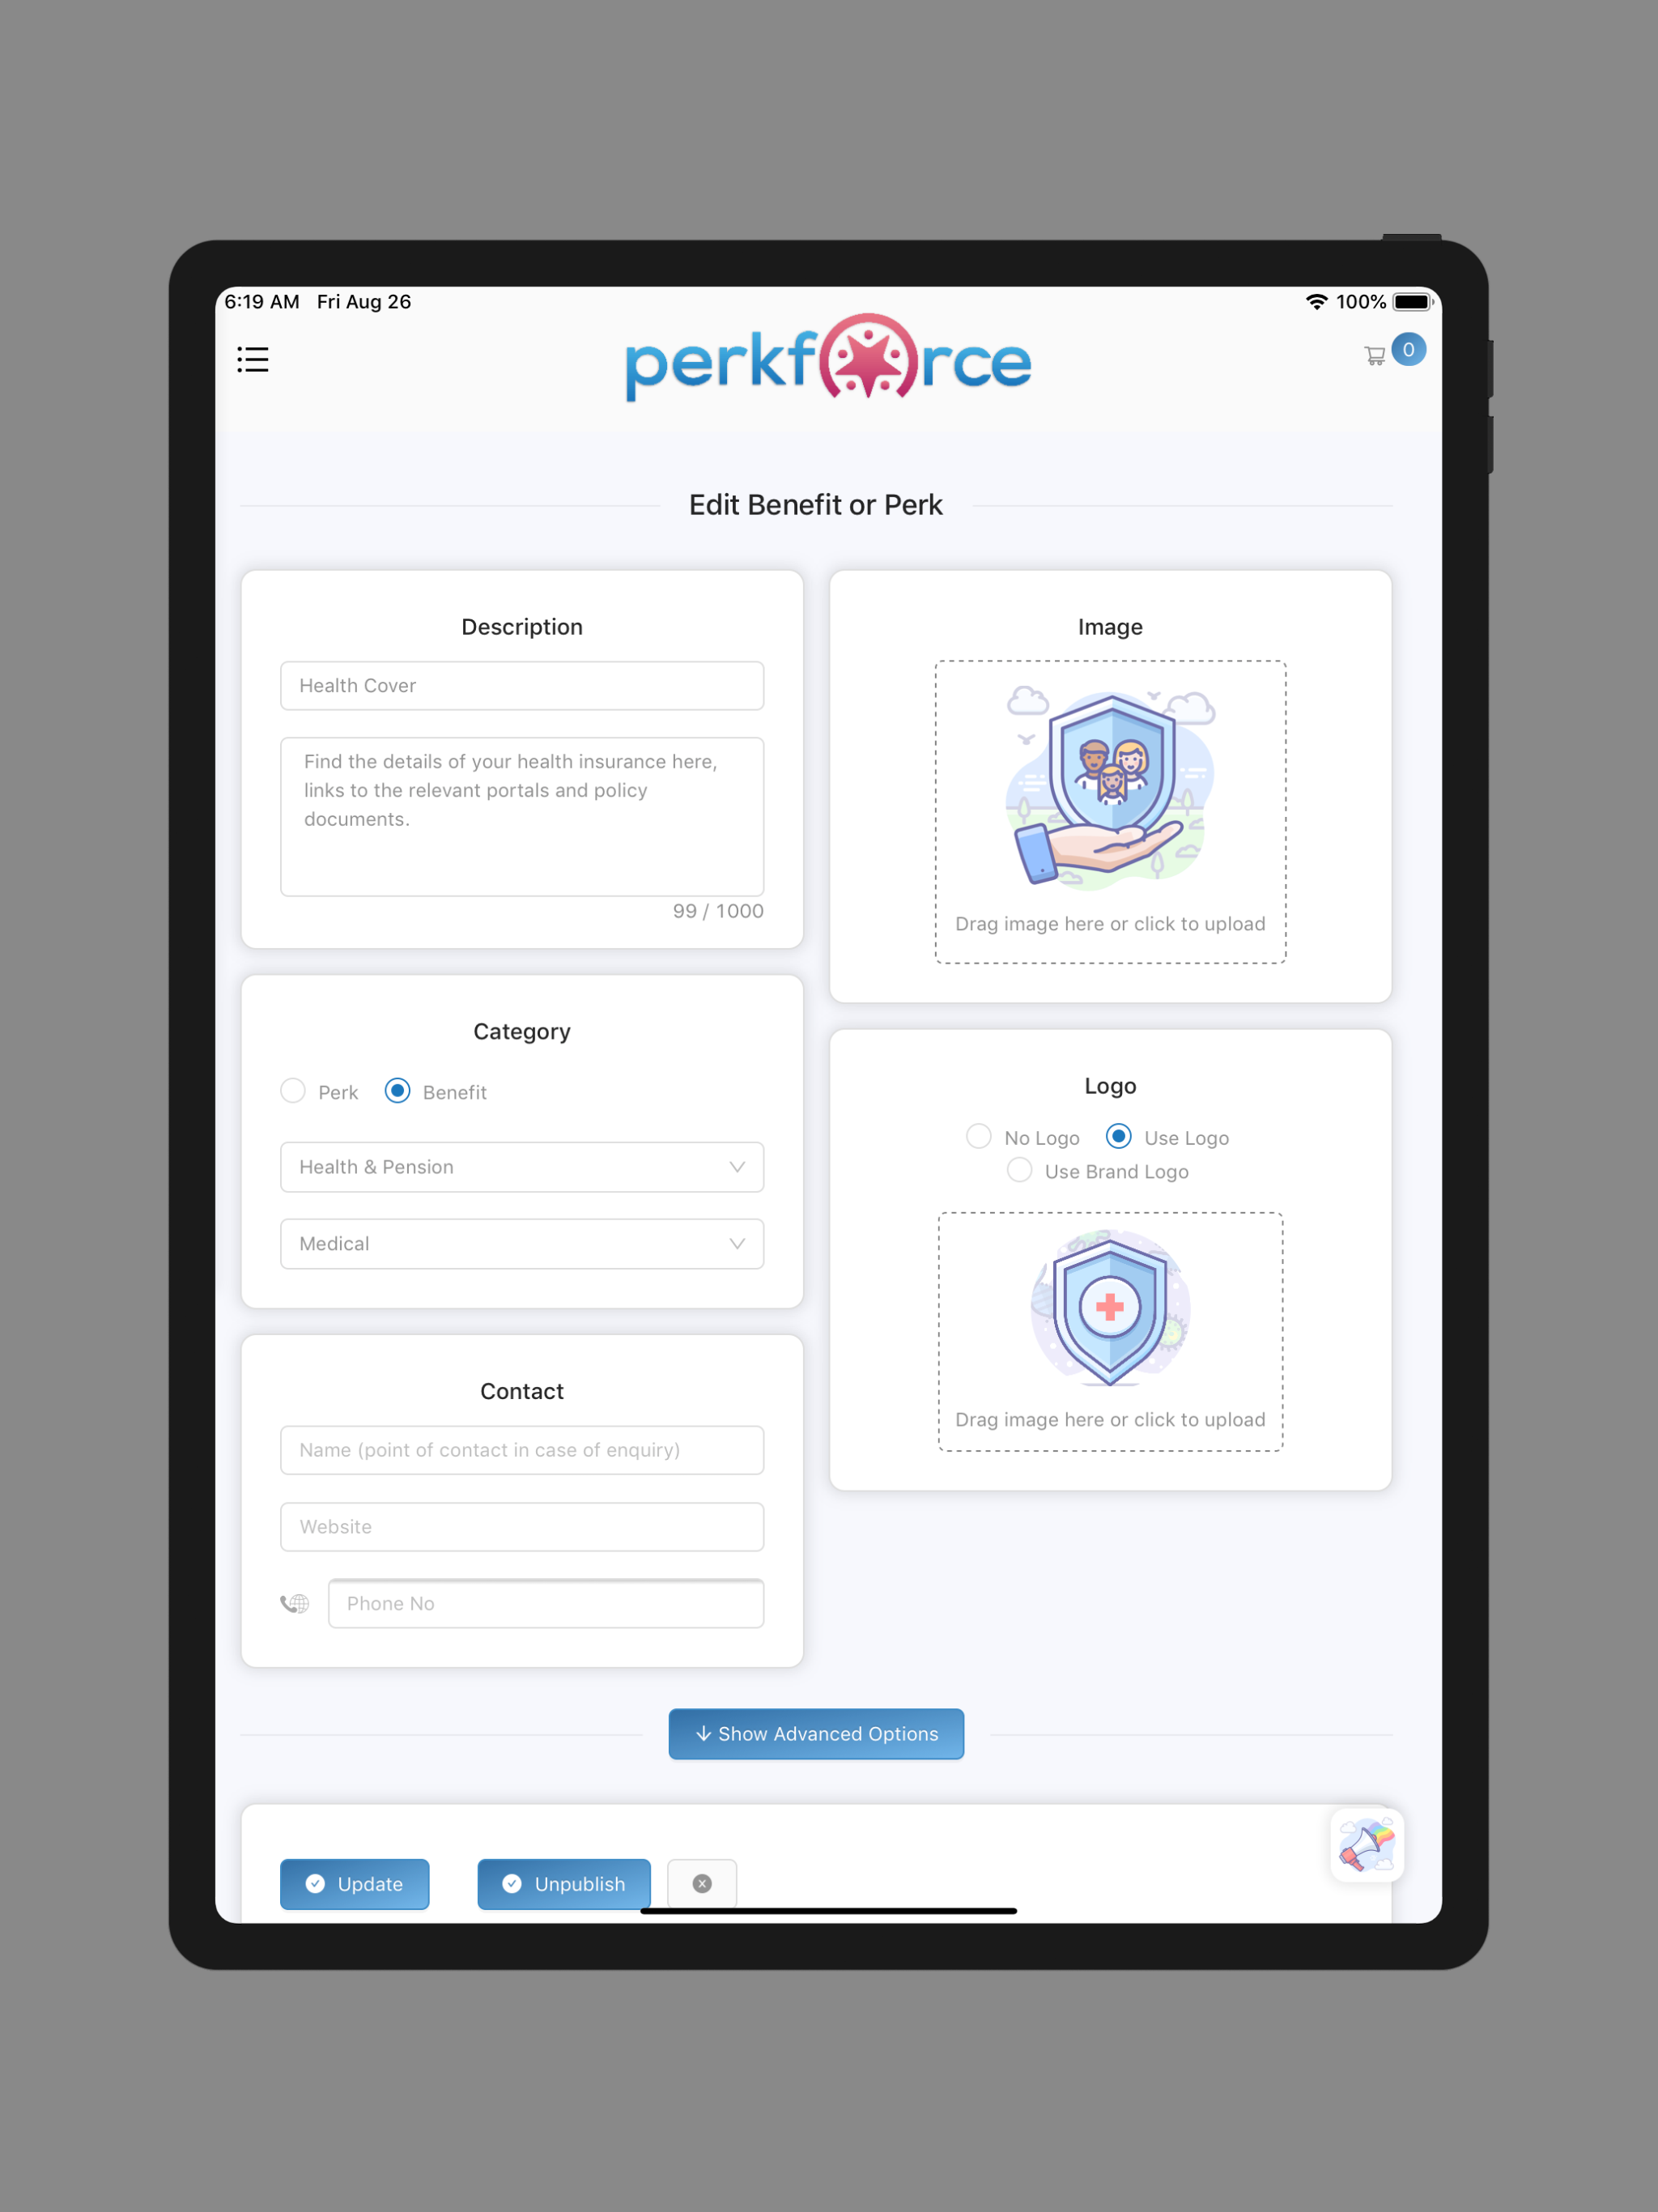 6:19 AM Fri Aug 26
100%
perkforce
0
Edit Benefit or Perk
Description
Health Cover
Find the details of your health insurance here,
links to the relevant portals and policy
documents.
99 / 1000
Category
Perk Benefit
Health & Pension
Medical
Contact
Name (point of contact in case of enquiry)
Website
Phone No
Image
Drag image here or click to upload
Logo
No Logo Use Logo
Use Brand Logo
Drag image here or click to upload
Show Advanced Options
Update Unpublish